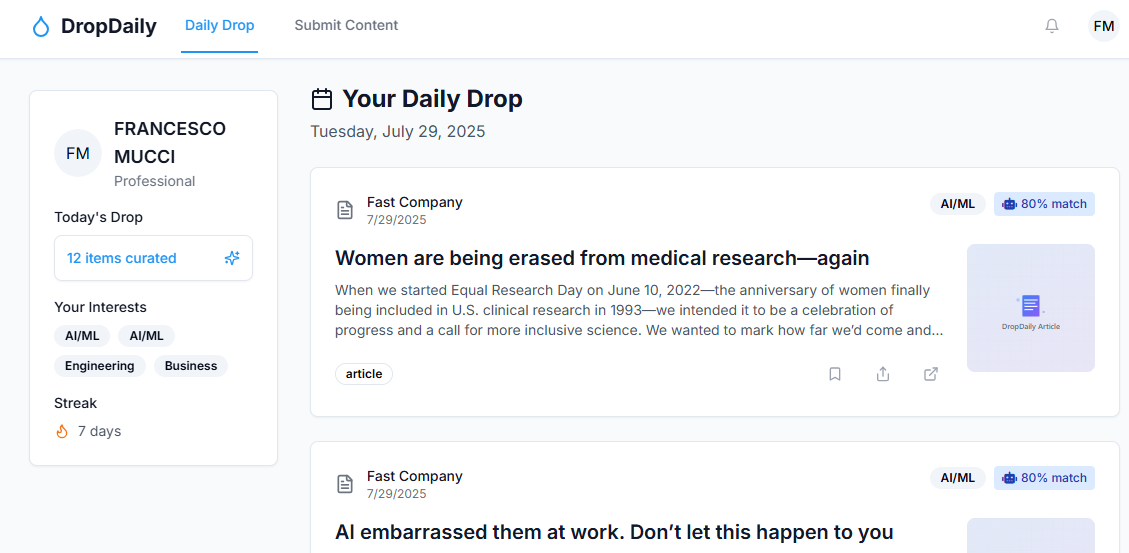 DropDaily
Daily Drop
Submit Content
FM
FM
FRANCESCO
MUCCI
Professional
Today's Drop
12 items curated
Your Interests
AI/ML
AI/ML
Engineering
Business
Streak
7 days
Your Daily Drop
Tuesday, July 29, 2025
Fast Company
7/29/2025
AI/ML
80% match
Women are being erased from medical research—again
When we started Equal Research Day on June 10, 2022—the anniversary of women finally
being included in U.S. clinical research in 1993—we intended it to be a celebration of
progress and a call for more inclusive science. We wanted to mark how far we’d come and...
DropDaily Article
article
Fast Company
7/29/2025
AI/ML
80% match
AI embarrassed them at work. Don’t let this happen to you